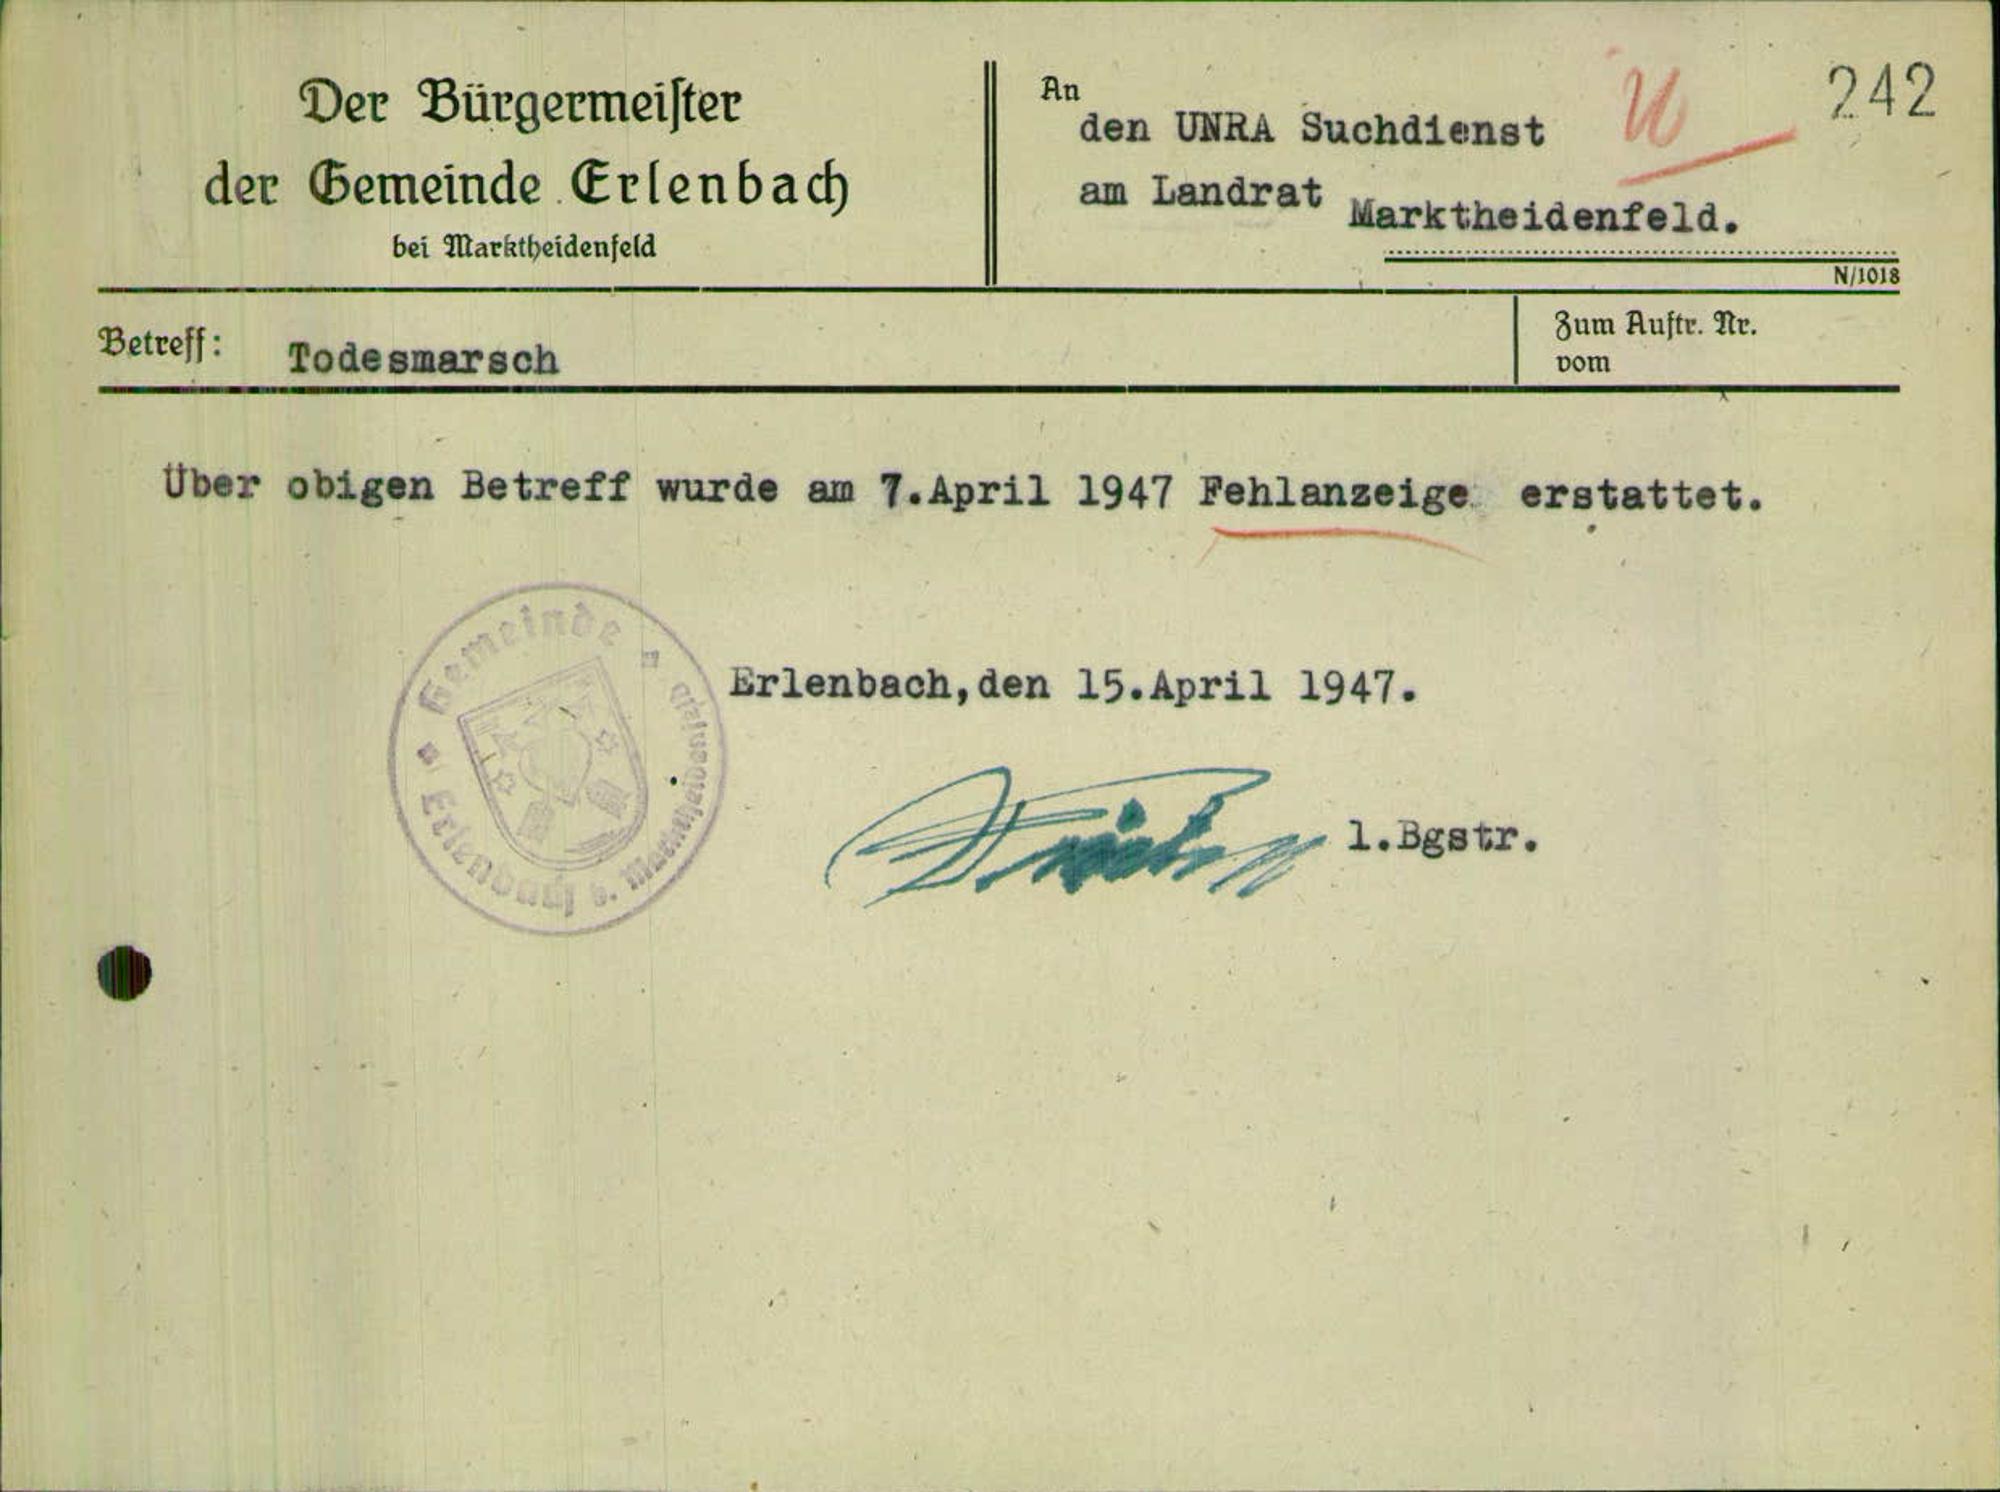 Der Bürgermeiſter
der Gemeinde Erlenbach
bei Marktheidenfeld
An
den UNRA Suchdienst
am Landrat Marktheidenfeld.
242
N/1018
Betreff: Todesmarsch
Zum Auftr. Nr.
vom
Über obigen Betreff wurde am 7.April 1947 Fehlanzeige erstattet.
Gemeinde
Erlenbach b. Marktheidenfeld
Erlenbach,den 15.April 1947.
1.Bgstr.